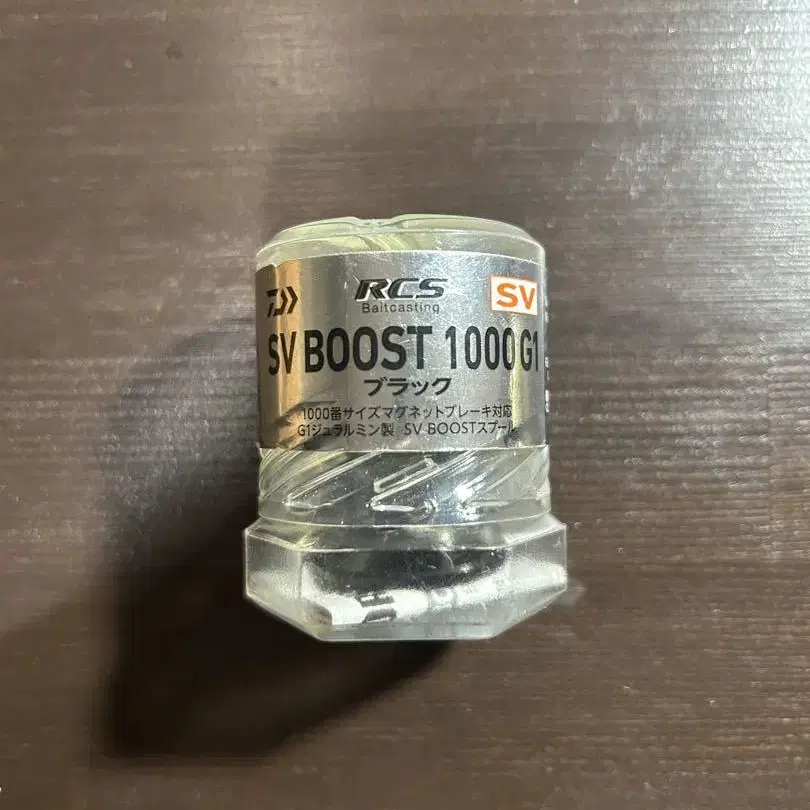 RCS SV
Baitcasting
SV BOOST 1000 G1
ブラック
1000番サイズマグネットブレーキ対応
G1ジュラルミン製 SV BOOSTスプール